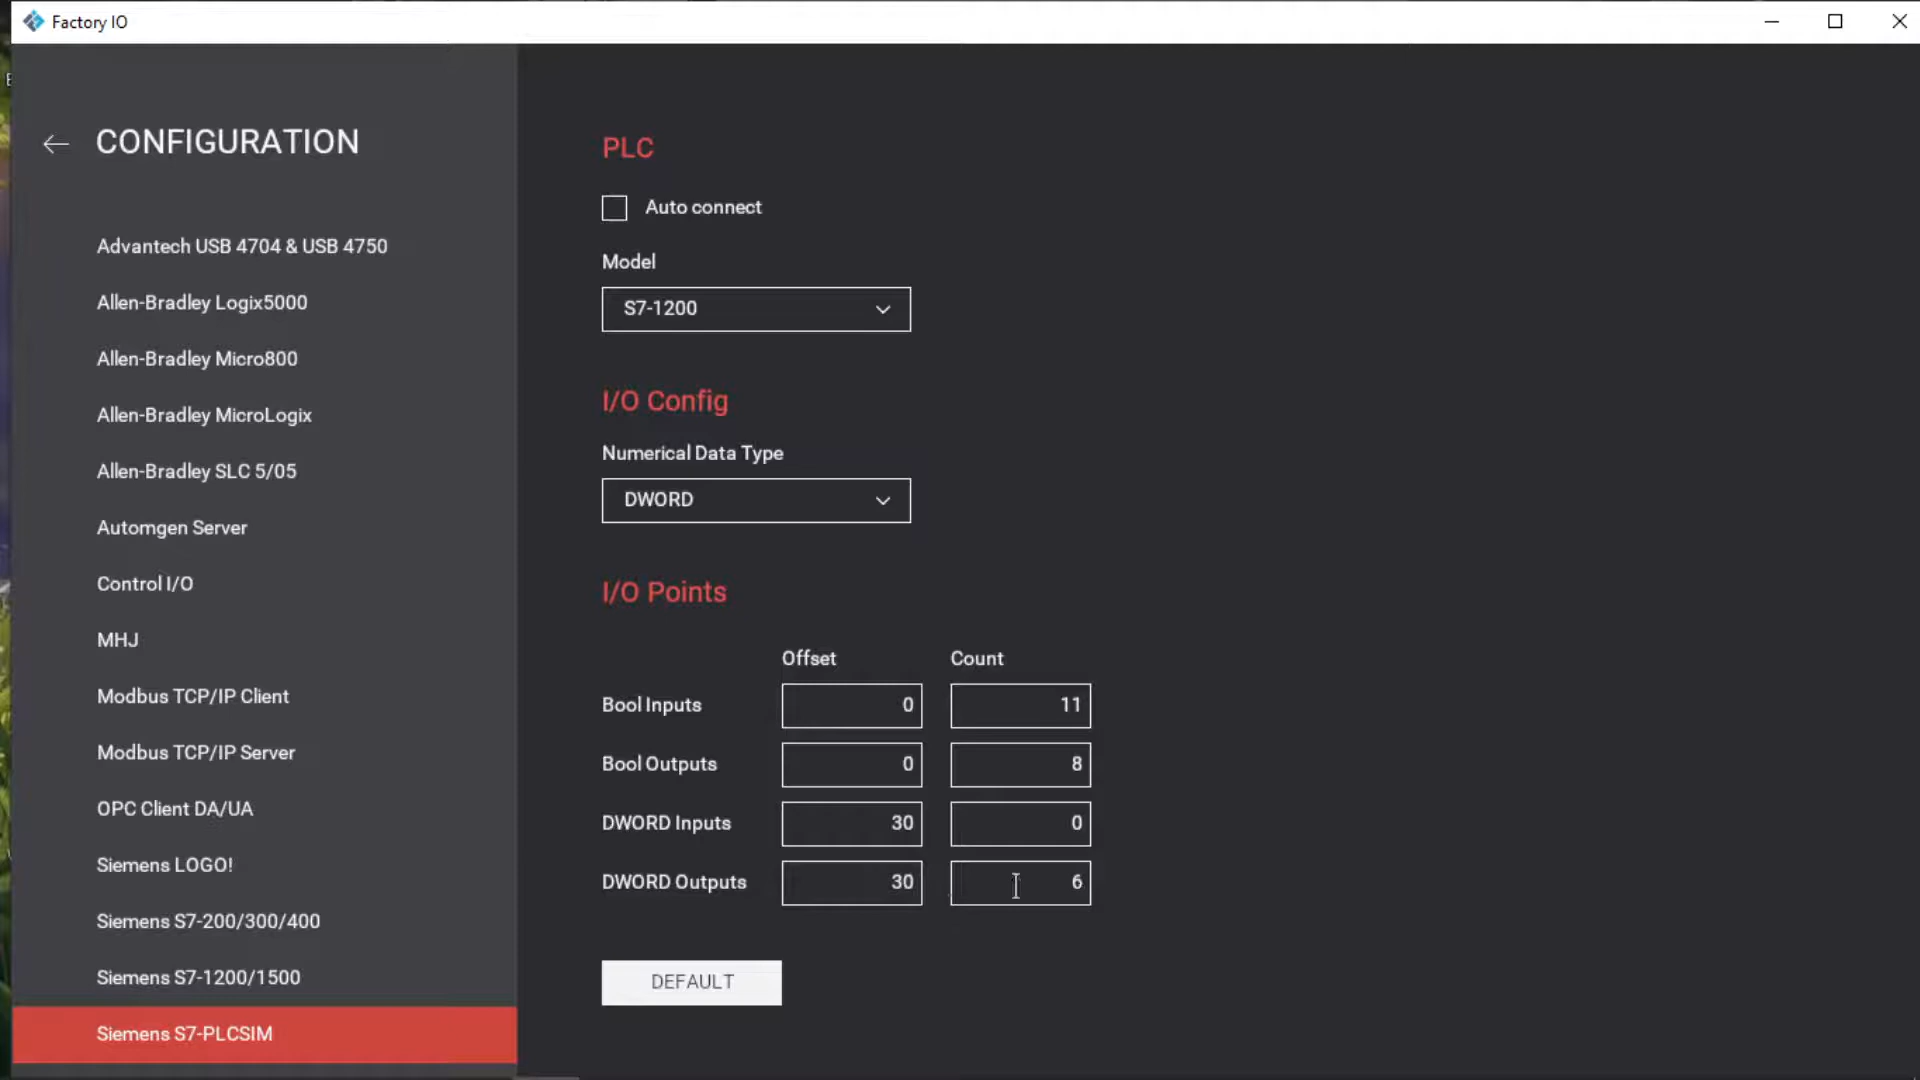 Factory IO
CONFIGURATION
Advantech USB 4704 & USB 4750
Allen-Bradley Logix5000
Allen-Bradley Micro800
Allen-Bradley MicroLogix
Allen-Bradley SLC 5/05
Automgen Server
Control I/O
MHJ
Modbus TCP/IP Client
Modbus TCP/IP Server
OPC Client DA/UA
Siemens LOGO!
Siemens S7-200/300/400
Siemens S7-1200/1500
Siemens S7-PLCSIM
PLC
Auto connect
Model
S7-1200
I/O Config
Numerical Data Type
DWORD
I/O Points
Offset Count
Bool Inputs 0 11
Bool Outputs 0 8
DWORD Inputs 30 0
DWORD Outputs 30 6
DEFAULT